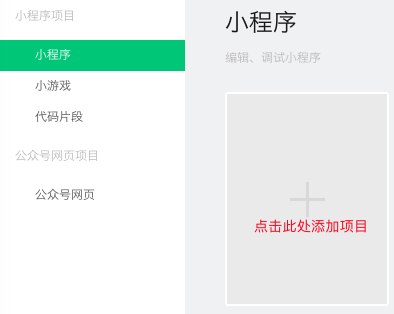 小程序项目
小程序
小游戏
代码片段
公众号网页项目
公众号网页
小程序
编辑、调试小程序
点击此处添加项目